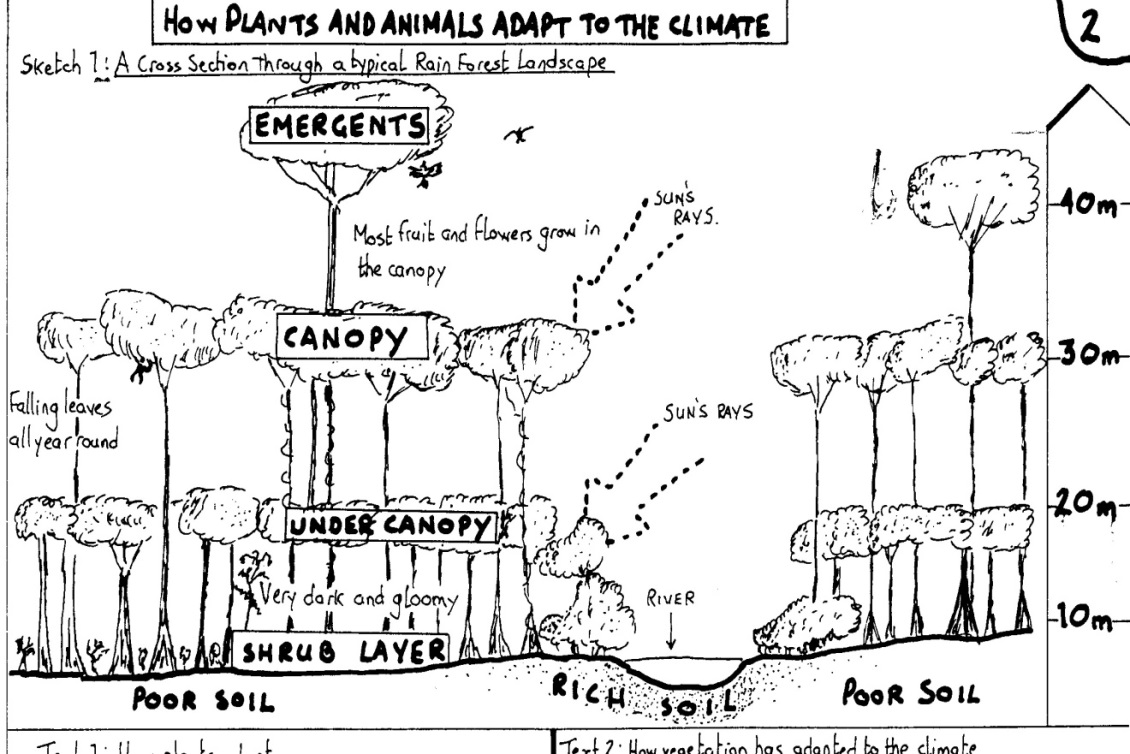 HOW PLANTS AND ANIMALS ADAPT TO THE CLIMATE
2
Sketch 1: A Cross Section Through a typical Rain Forest Landscape
EMERGENTS
SUN'S
RAYS.
40m
Most fruit and flowers grow in
the canopy
CANOPY
30m
Falling leaves
all year round
SUN'S RAYS
20m
UNDER CANOPY
Very dark and gloomy
RIVER
10m
SHRUB LAYER
POOR SOIL
RICH SOIL
POOR SOIL
Text 2: How vegetation has adapted to the climate